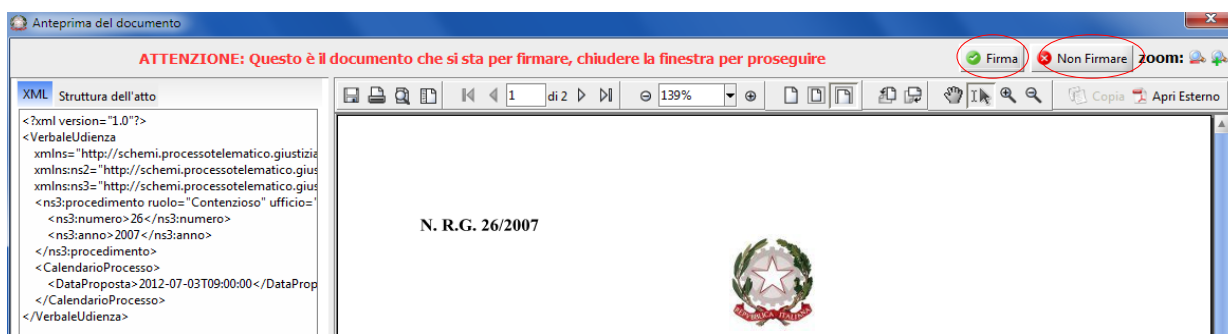 Anteprima del documento
ATTENZIONE: Questo è il documento che si sta per firmare, chiudere la finestra per proseguire
Firma
Non Firmare
zoom:
XML
Struttura dell'atto
1
di 2
139%
Copia
Apri Esterno
<?xml version="1.0"?>
<VerbaleUdienza
xmlns="http://schemi.processotelematico.giustizia
xmlns:ns2="http://schemi.processotelematico.gius
xmlns:ns3="http://schemi.processotelematico.gius
<ns3:procedimento ruolo="Contenzioso" ufficio="
<ns3:numero>26</ns3:numero>
<ns3:anno>2007</ns3:anno>
</ns3:procedimento>
<CalendarioProcesso>
<DataProposta>2012-07-03T09:00:00</DataProp
</CalendarioProcesso>
</VerbaleUdienza>
N. R.G. 26/2007
REPVBBLICA ITALIANA